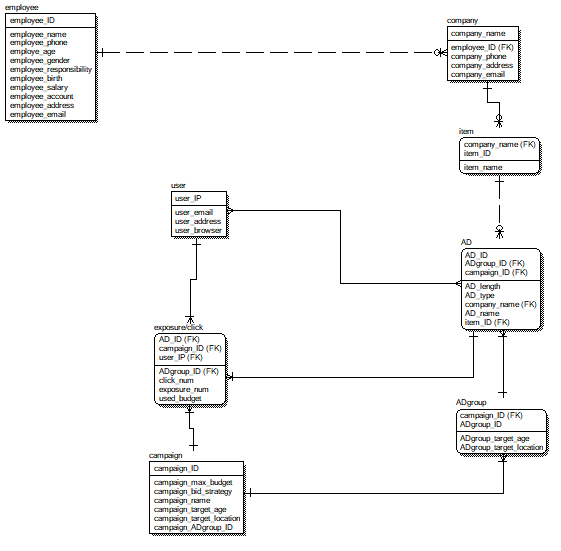 employee
employee_ID
employee_name
employee_phone
employe_age
employee_gender
employee_responsibility
employee_birth
employee_salary
employee_account
employee_address
employee_email
company
company_name
employee_ID (FK)
company_phone
company_address
company_email
item
company_name (FK)
item_ID
item_name
user
user_IP
user_email
user_address
user_browser
AD
AD_ID
ADgroup_ID (FK)
campaign_ID (FK)
AD_length
AD_type
company_name (FK)
AD_name
item_ID (FK)
exposure/click
AD_ID (FK)
campaign_ID (FK)
user_IP (FK)
ADgroup_ID (FK)
click_num
exposure_num
used_budget
ADgroup
campaign_ID (FK)
ADgroup_ID
ADgroup_target_age
ADgroup_target_location
campaign
campaign_ID
campaign_max_budget
campaign_bid_strategy
campaign_name
campaign_target_age
campaign_target_location
campaign_ADgroup_ID